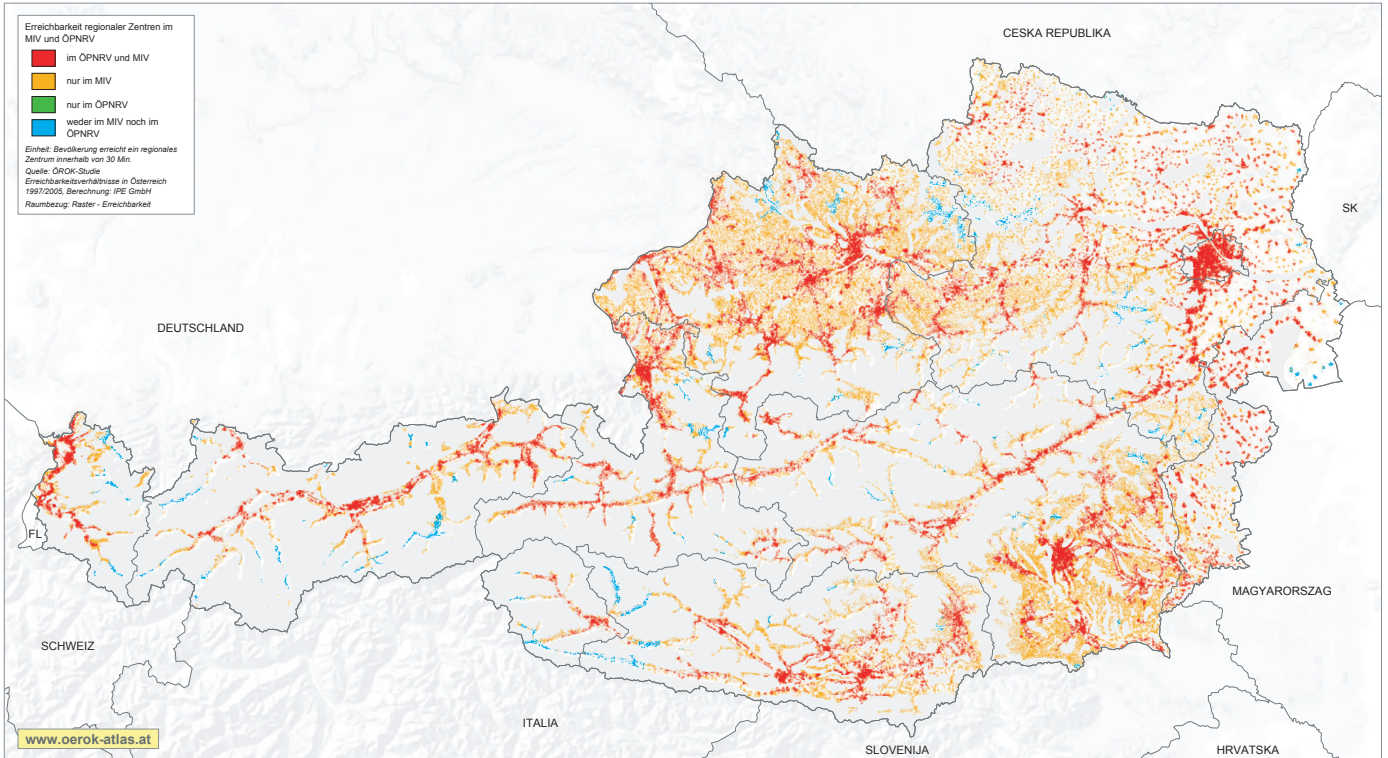 Erreichbarkeit regionaler Zentren im
MIV und ÖPNRV
im ÖPNRV und MIV
nur im MIV
nur im ÖPNRV
weder im MIV noch im
ÖPNRV
Einheit: Bevölkerung erreicht ein regionales
Zentrum innerhalb von 30 Min.
Quelle: ÖROK-Studie
Erreichbarkeitsverhältnisse in Österreich
1997/2005, Berechnung: IPE GmbH
Raumbezug: Raster - Erreichbarkeit
CESKA REPUBLIKA
SK
DEUTSCHLAND
FL
MAGYARORSZAG
SCHWEIZ
ITALIA
www.oerok-atlas.at
SLOVENIJA
HRVATSKA